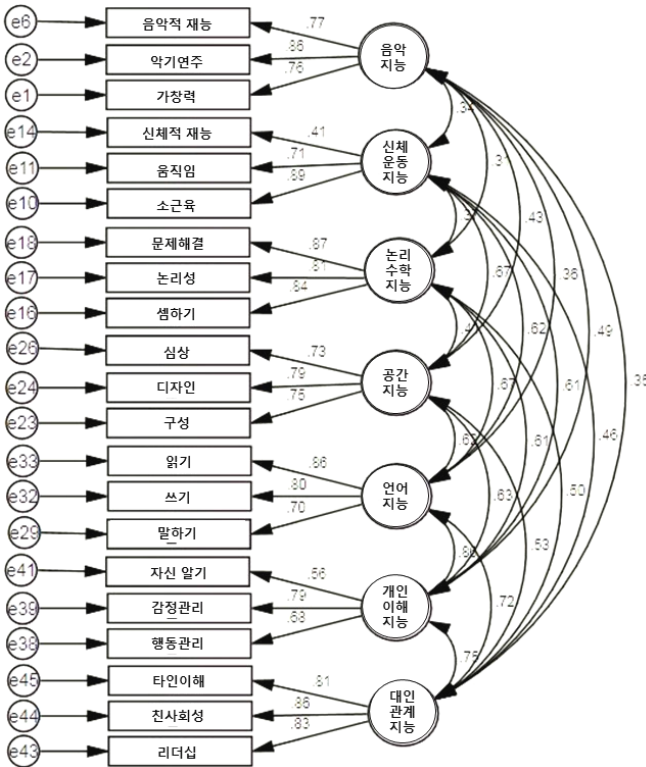 e6 음악적 재능 .77
e2 악기연주 .86
e1 가창력 .76
음악
지능
e14 신체적 재능 .41
e11 움직임 .71
e10 소근육 .89
신체
운동
지능
e18 문제해결 .87
e17 논리성 .81
e16 셈하기 .84
논리
수학
지능
e26 심상 .73
e24 디자인 .79
e23 구성 .75
공간
지능
e33 읽기 .86
e32 쓰기 .80
e29 말하기 .70
언어
지능
e41 자신 알기 .56
e39 감정관리 .79
e38 행동관리 .58
개인
이해
지능
e45 타인이해 .81
e44 친사회성 .86
e43 리더십 .83
대인
관계
지능
.34
.43
.36
.49
.35
.67
.62
.61
.46
.67
.61
.50
.63
.53
.72
.75